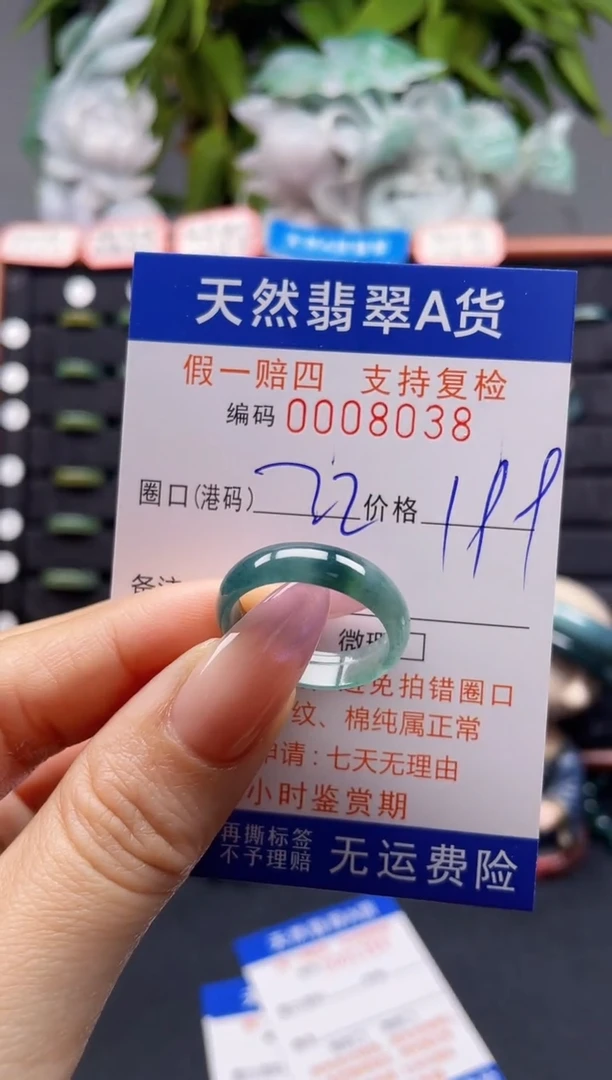 天然翡翠A货
假一赔四 支持复检
编码 0008038
圈口(港码) 22 价格 199
备注
微瑕
避免拍错圈口
纹、棉纯属正常
申请：七天无理由
小时鉴赏期
再撕标签
不予理赔
无运费险